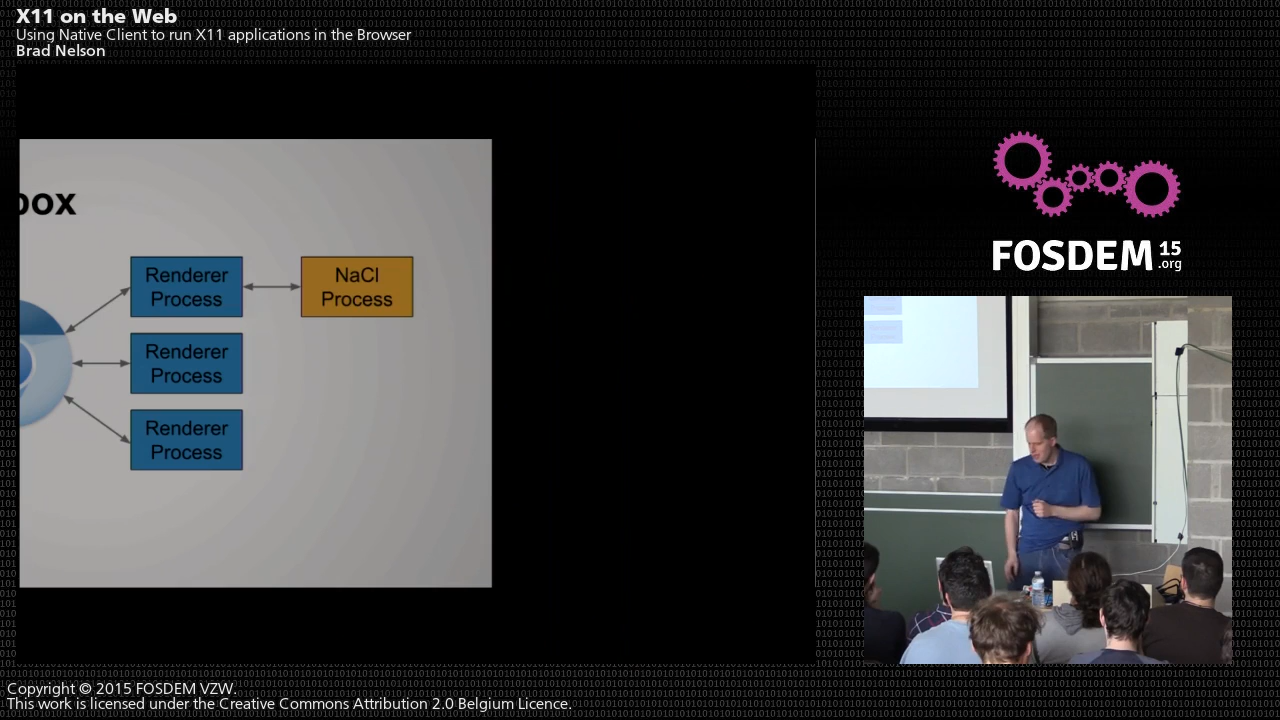 X11 on the Web
Using Native Client to run X11 applications in the Browser
Brad Nelson
box
Renderer
Process
NaCl
Process
Renderer
Process
Renderer
Process
FOSDEM 15
.org
Copyright © 2015 FOSDEM VZW.
This work is licensed under the Creative Commons Attribution 2.0 Belgium Licence.